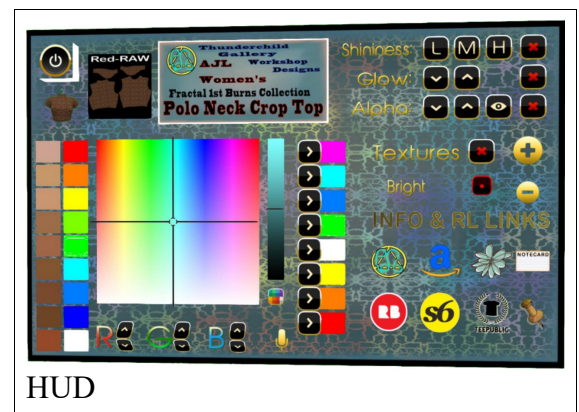 Red-RAW
Thunderchild
Gallery
AJL Workshop
Designs
Women's
Fractal 1st Burns Collection
Polo Neck Crop Top
Shininess: L M H
Glow:
Alpha:
Textures
Bright
INFO & RL LINKS
a
NOTECARD
RB
s6
TEEPUBLIC
R G B
HUD